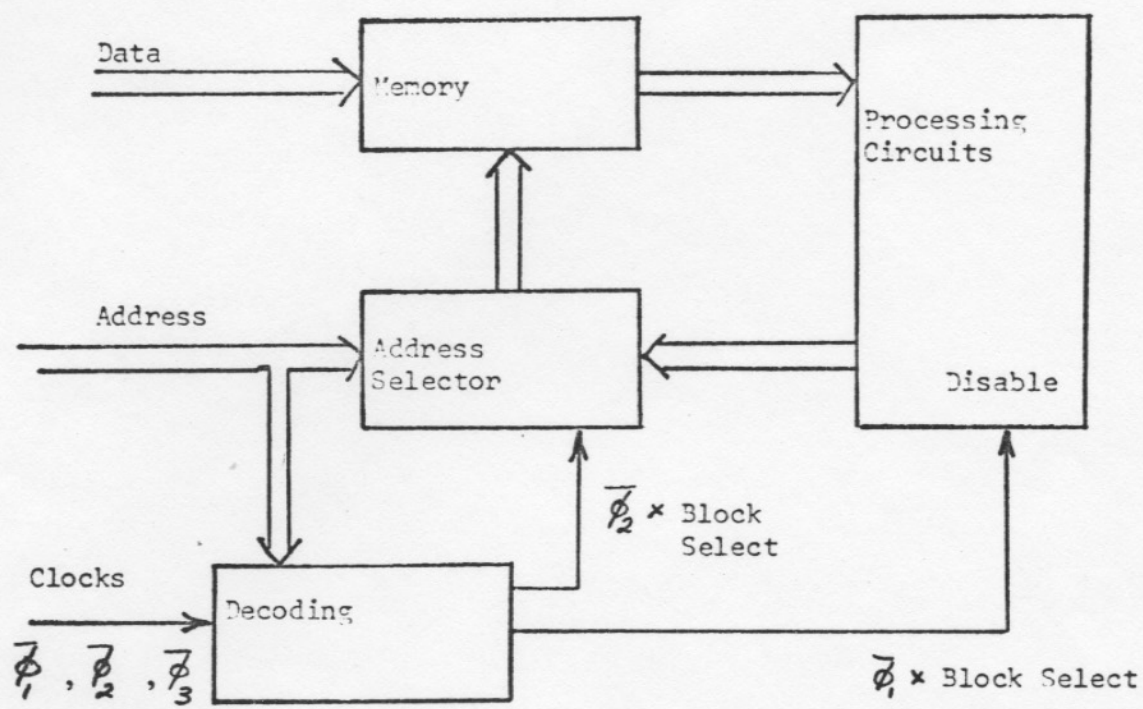 Data
Memory
Processing
Circuits
Address
Address
Selector
Disable
ϕ̅₂ × Block
Select
Clocks
Decoding
ϕ̅₁ , ϕ̅₂ , ϕ̅₃
ϕ̅₁ × Block Select